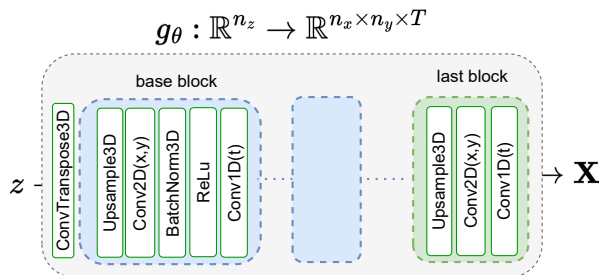 g_θ : ℝ^{n_z} → ℝ^{n_x×n_y×T}
base block
last block
z
ConvTranspose3D
Upsample3D
Conv2D(x,y)
BatchNorm3D
ReLu
Conv1D(t)
Upsample3D
Conv2D(x,y)
Conv1D(t)
X